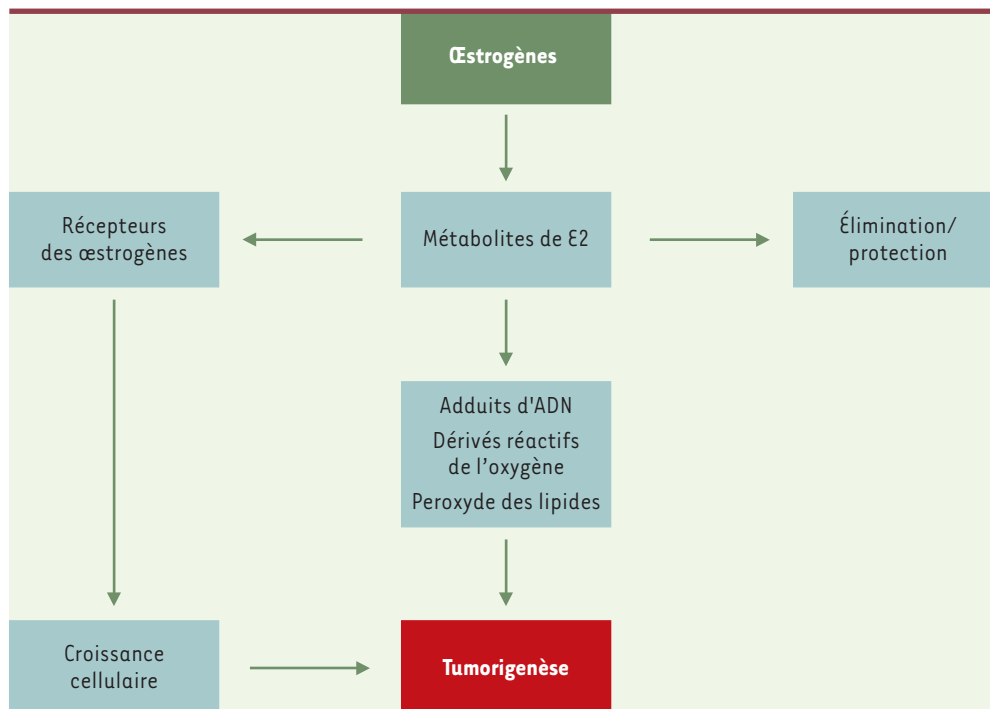 Œstrogènes
Récepteurs
des œstrogènes
Métabolites de E2
Élimination/
protection
Adduits d'ADN
Dérivés réactifs
de l’oxygène
Peroxyde des lipides
Croissance
cellulaire
Tumorigenèse